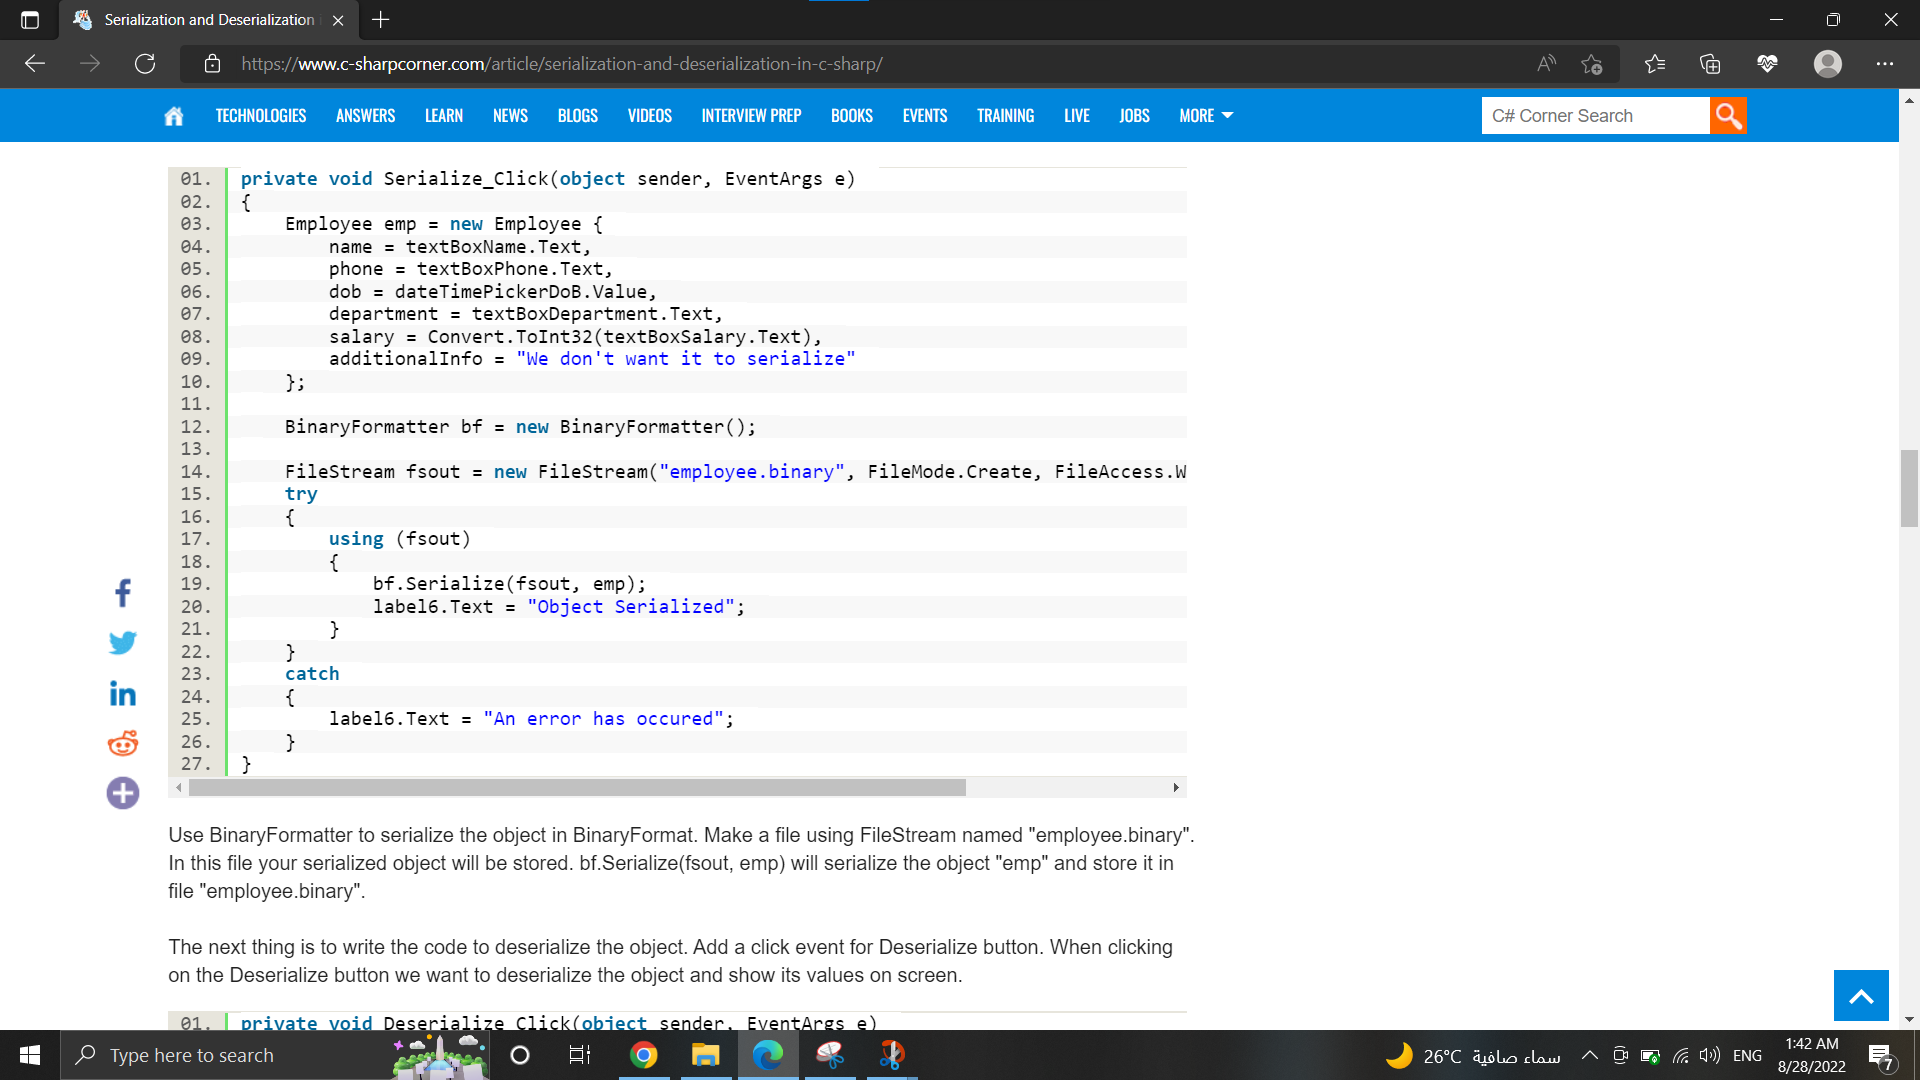 Serialization and Deserialization
https://www.c-sharpcorner.com/article/serialization-and-deserialization-in-c-sharp/
TECHNOLOGIES ANSWERS LEARN NEWS BLOGS VIDEOS INTERVIEW PREP BOOKS EVENTS TRAINING LIVE JOBS MORE
C# Corner Search
01. private void Serialize_Click(object sender, EventArgs e)
02. {
03. Employee emp = new Employee {
04. name = textBoxName.Text,
05. phone = textBoxPhone.Text,
06. dob = dateTimePickerDoB.Value,
07. department = textBoxDepartment.Text,
08. salary = Convert.ToInt32(textBoxSalary.Text),
09. additionalInfo = "We don't want it to serialize"
10. };
11.
12. BinaryFormatter bf = new BinaryFormatter();
13.
14. FileStream fsout = new FileStream("employee.binary", FileMode.Create, FileAccess.W
15. try
16. {
17. using (fsout)
18. {
19. bf.Serialize(fsout, emp);
20. label6.Text = "Object Serialized";
21. }
22. }
23. catch
24. {
25. label6.Text = "An error has occured";
26. }
27. }
Use BinaryFormatter to serialize the object in BinaryFormat. Make a file using FileStream named "employee.binary".
In this file your serialized object will be stored. bf.Serialize(fsout, emp) will serialize the object "emp" and store it in
file "employee.binary".
The next thing is to write the code to deserialize the object. Add a click event for Deserialize button. When clicking
on the Deserialize button we want to deserialize the object and show its values on screen.
01. private void Deserialize_Click(object sender, EventArgs e)
Type here to search
26°C سماء صافية
ENG
1:42 AM
8/28/2022
7